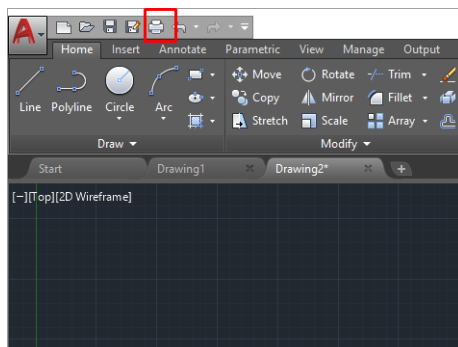 A
Home Insert Annotate Parametric View Manage Output
Move Rotate Trim
Line Polyline Circle Arc Copy Mirror Fillet
Stretch Scale Array
Draw Modify
Start Drawing1 Drawing2* +
[−][Top][2D Wireframe]